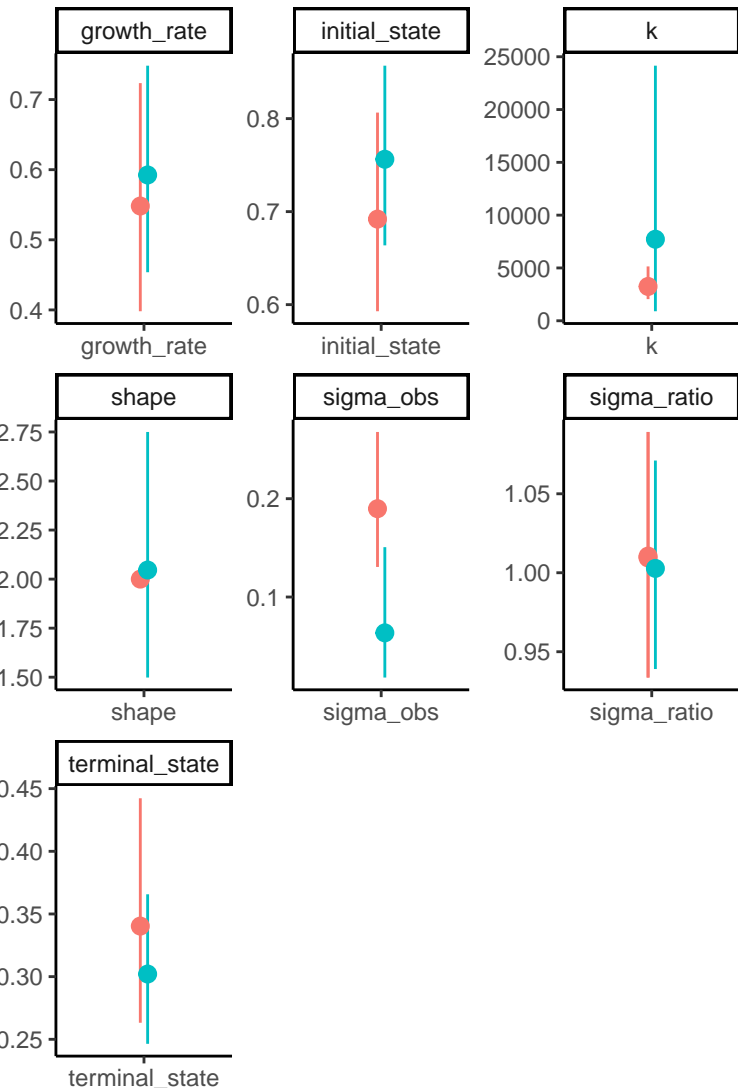 growth_rate
initial_state
k
0.7
0.6
0.5
0.4
growth_rate
0.8
0.7
0.6
initial_state
25000
20000
15000
10000
5000
0
k
shape
sigma_obs
sigma_ratio
2.75
2.50
2.25
2.00
1.75
1.50
shape
0.2
0.1
sigma_obs
1.05
1.00
0.95
sigma_ratio
terminal_state
0.45
0.40
0.35
0.30
0.25
terminal_state